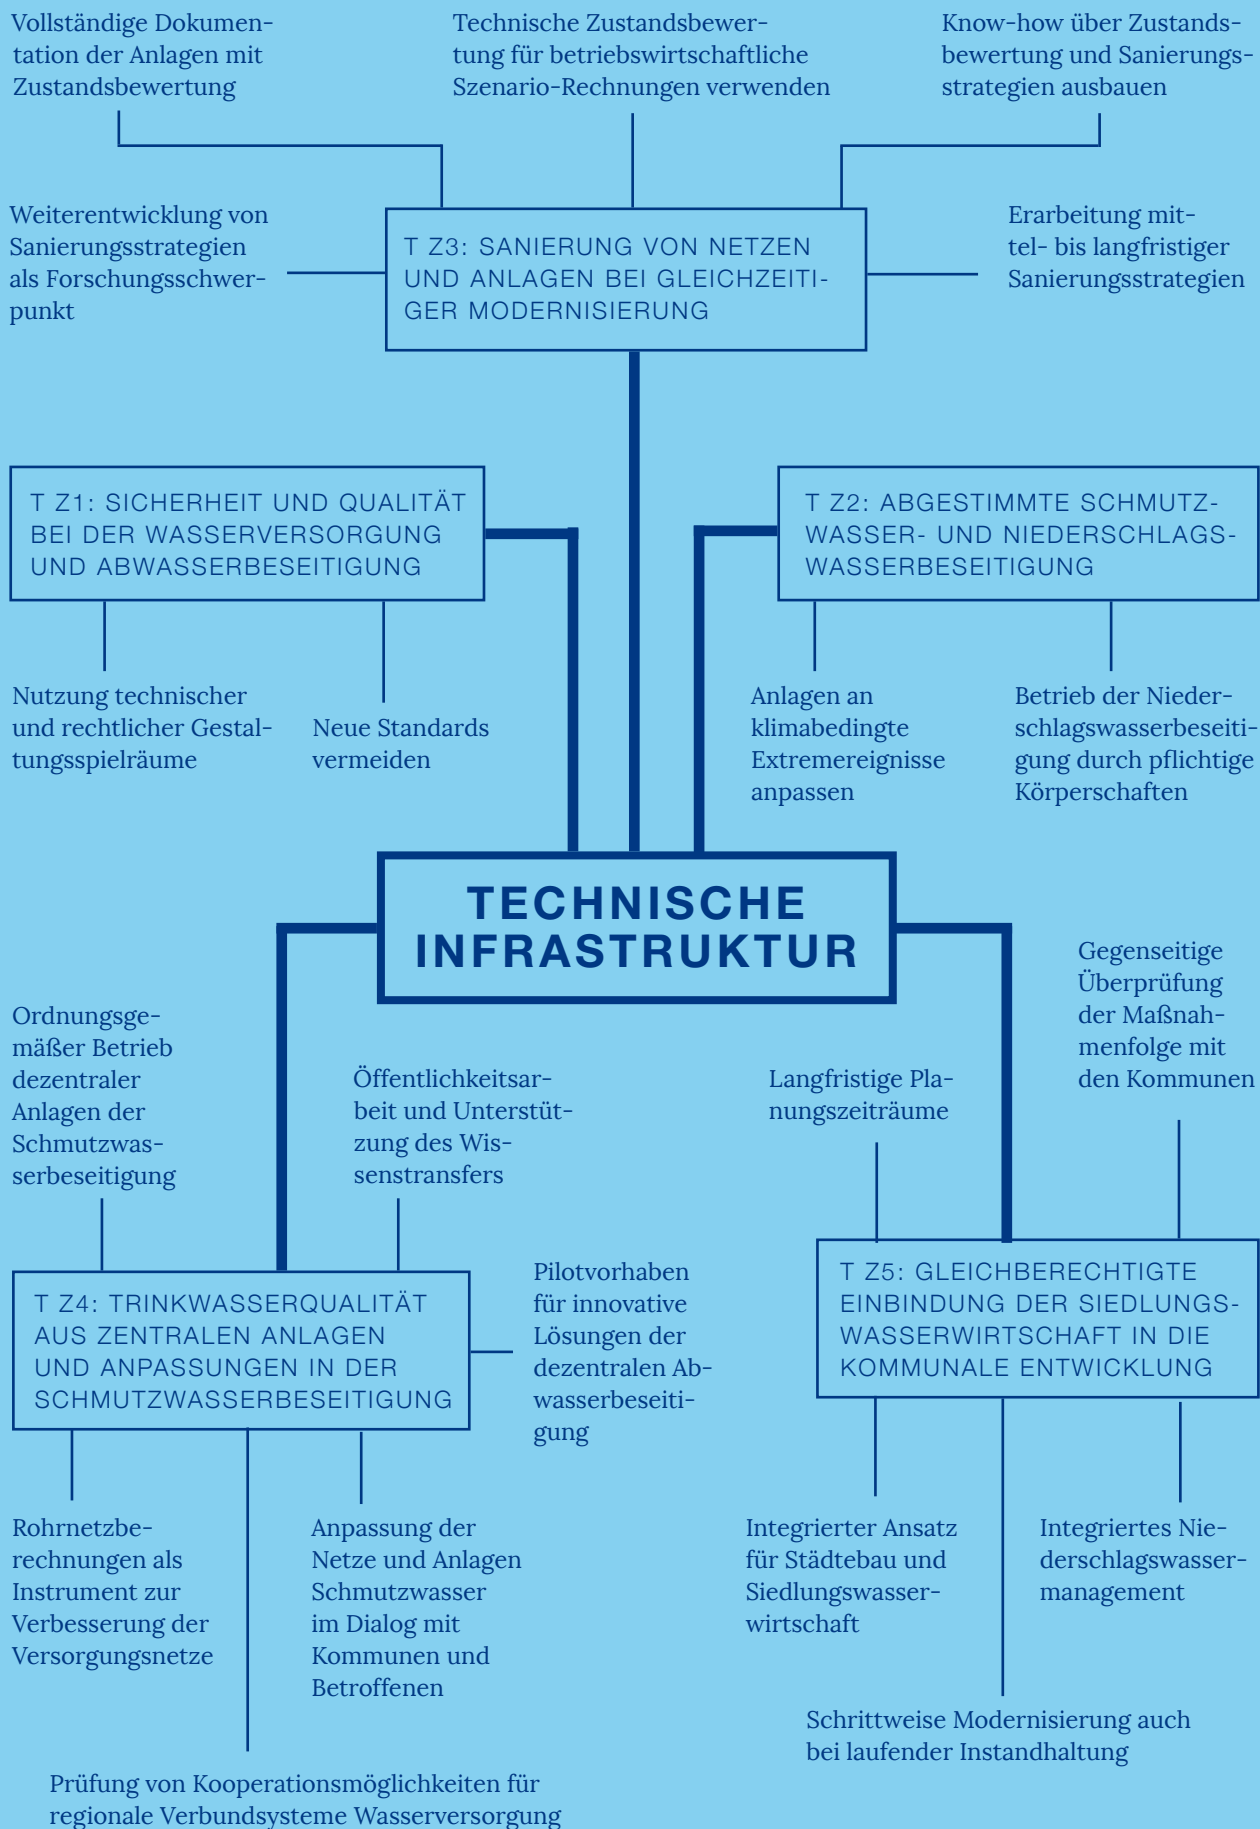 Vollständige Dokumen-
tation der Anlagen mit
Zustandsbewertung
Technische Zustandsbewer-
tung für betriebswirtschaftliche
Szenario-Rechnungen verwenden
Know-how über Zustands-
bewertung und Sanierungs-
strategien ausbauen
Weiterentwicklung von
Sanierungsstrategien
als Forschungsschwer-
punkt
T Z3: SANIERUNG VON NETZEN
UND ANLAGEN BEI GLEICHZEITI-
GER MODERNISIERUNG
Erarbeitung mit-
tel- bis langfristiger
Sanierungsstrategien
T Z1: SICHERHEIT UND QUALITÄT
BEI DER WASSERVERSORGUNG
UND ABWASSERBESEITIGUNG
T Z2: ABGESTIMMTE SCHMUTZ-
WASSER- UND NIEDERSCHLAGS-
WASSERBESEITIGUNG
Nutzung technischer
und rechtlicher Gestal-
tungsspielräume
Neue Standards
vermeiden
Anlagen an
klimabedingte
Extremereignisse
anpassen
Betrieb der Nieder-
schlagswasserbeseiti-
gung durch pflichtige
Körperschaften
TECHNISCHE
INFRASTRUKTUR
Ordnungsge-
mäßer Betrieb
dezentraler
Anlagen der
Schmutzwas-
serbeseitigung
Öffentlichkeitsar-
beit und Unterstüt-
zung des Wis-
senstransfers
Langfristige Pla-
nungszeiträume
Gegenseitige
Überprüfung
der Maßnah-
menfolge mit
den Kommunen
T Z4: TRINKWASSERQUALITÄT
AUS ZENTRALEN ANLAGEN
UND ANPASSUNGEN IN DER
SCHMUTZWASSERBESEITIGUNG
Pilotvorhaben
für innovative
Lösungen der
dezentralen Ab-
wasserbeseiti-
gung
T Z5: GLEICHBERECHTIGTE
EINBINDUNG DER SIEDLUNGS-
WASSERWIRTSCHAFT IN DIE
KOMMUNALE ENTWICKLUNG
Rohrnetzbe-
rechnungen als
Instrument zur
Verbesserung der
Versorgungsnetze
Anpassung der
Netze und Anlagen
Schmutzwasser
im Dialog mit
Kommunen und
Betroffenen
Integrierter Ansatz
für Städtebau und
Siedlungswasser-
wirtschaft
Integriertes Nie-
derschlagswasser-
management
Schrittweise Modernisierung auch
bei laufender Instandhaltung
Prüfung von Kooperationsmöglichkeiten für
regionale Verbundsysteme Wasserversorgung